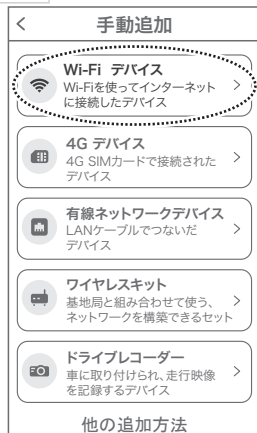 手動追加
Wi-Fi デバイス
Wi-Fiを使ってインターネット
に接続したデバイス
4G デバイス
4G SIMカードで接続された
デバイス
有線ネットワークデバイス
LANケーブルでつないだ
デバイス
ワイヤレスキット
基地局と組み合わせて使う、
ネットワークを構築できるセット
ドライブレコーダー
車に取り付けられ、走行映像
を記録するデバイス
他の追加方法